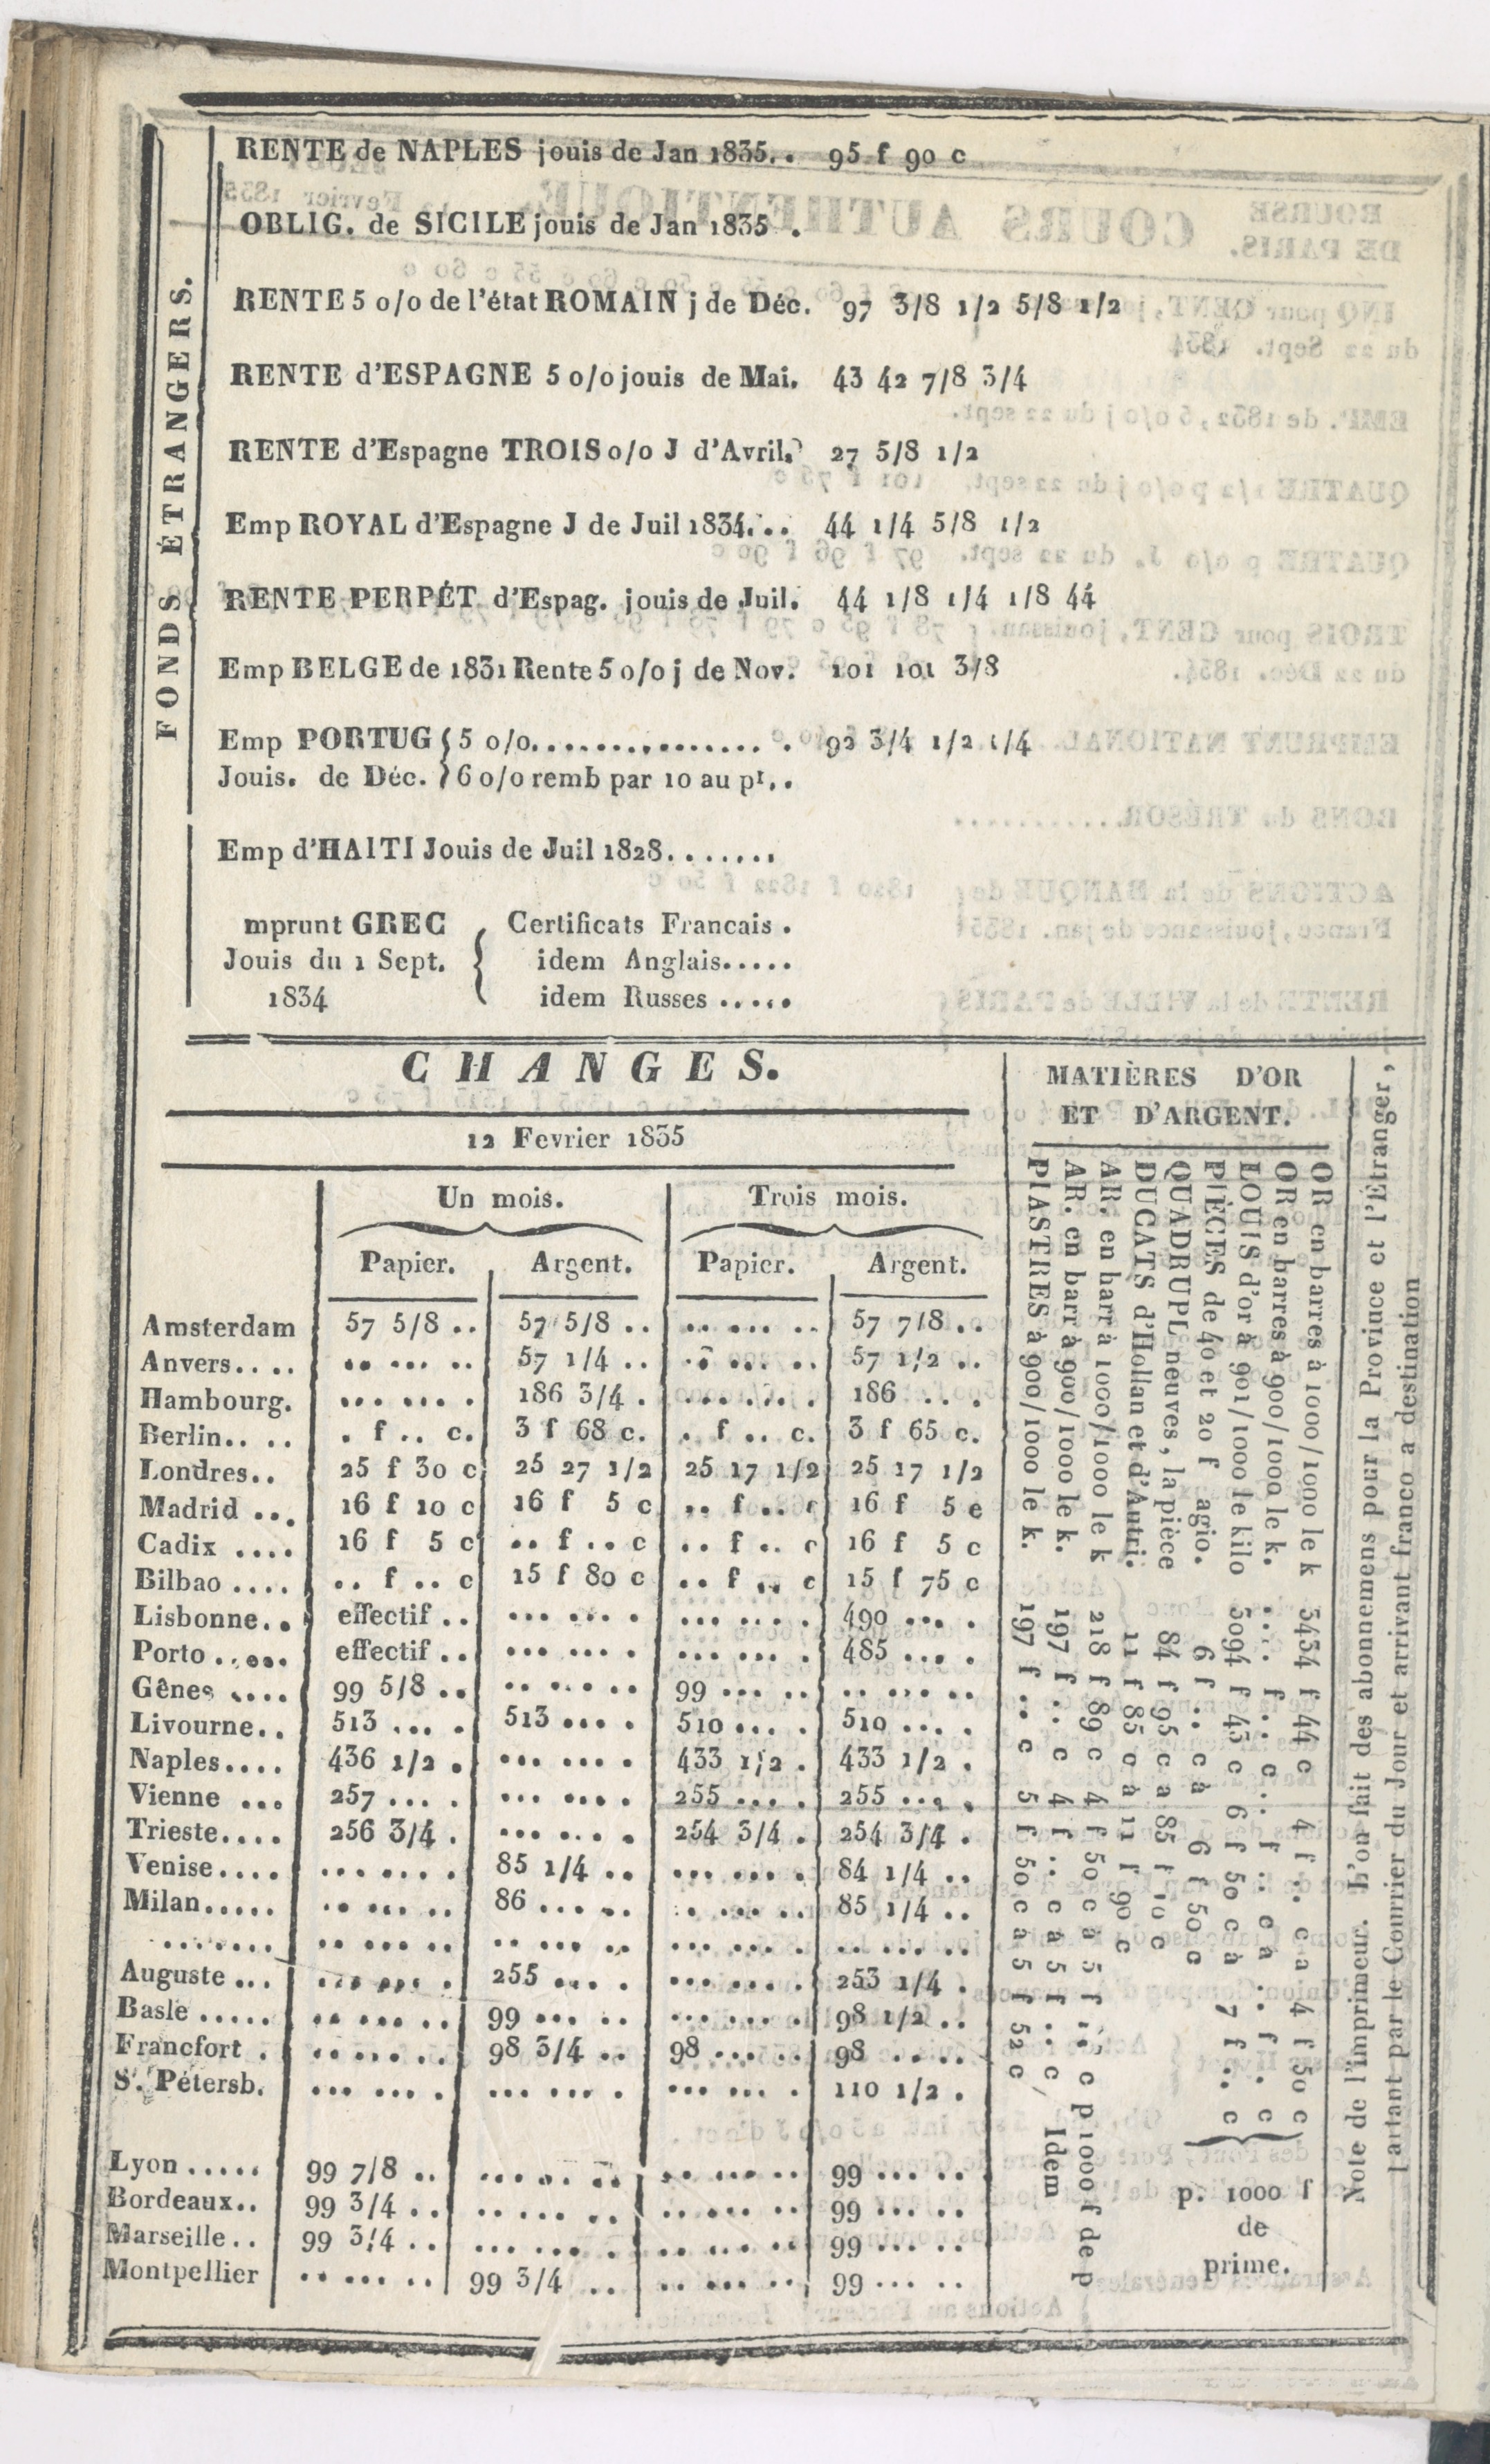 FONDS ÉTRANGERS.
RENTE de NAPLES jouis de Jan 1835.. 95 f 90 c
OBLIG. de SICILE jouis de Jan 1835 .
RENTE 5 o/o de l'état ROMAIN j de Déc. 97 3/8 1/2 5/8 1/2
RENTE d'ESPAGNE 5 o/o jouis de Mai. 43 42 7/8 3/4
RENTE d'Espagne TROIS o/o J d'Avril. 27 5/8 1/2
Emp ROYAL d'Espagne J de Juil 1834... 44 1/4 5/8 1/2
RENTE PERPÉT d'Espag. jouis de Juil. 44 1/8 1/4 1/8 44
Emp BELGE de 1831 Rente 5 o/o j de Nov. 101 101 3/8
Emp PORTUG { 5 o/o............... . 92 3/4 1/2 1/4
Jouis. de Déc. } 6 o/o remb par 10 au pr..
Emp d'HAITI Jouis de Juil 1828.......
mprunt GREC { Certificats Francais .
Jouis du 1 Sept. idem Anglais.....
1834 idem Russes .....
CHANGES.
12 Fevrier 1835
Un mois. Trois mois.
Papier. Argent. Papier. Argent.
Amsterdam 57 5/8 .. 57 5/8 .. .. ... .. 57 7/8 ..
Anvers.. .. .. ... .. 57 1/4 .. .. ... .. 57 1/2 ..
Hambourg. ... ... . 186 3/4 . ... ... . 186 ... .
Berlin.. .. . f .. c. 3 f 68 c. . f .. c. 3 f 65 c.
Londres.. 25 f 30 c 25 27 1/2 25 17 1/2 25 17 1/2
Madrid ... 16 f 10 c 16 f 5 c .. f .. c 16 f 5 e
Cadix .... 16 f 5 c .. f .. c .. f .. c 16 f 5 c
Bilbao .... .. f .. c 15 f 80 c .. f .. c 15 f 75 c
Lisbonne.. effectif .. ... ... . ... ... . 490 ... .
Porto ..... effectif .. ... ... . ... ... . 485 ... .
Gênes .... 99 5/8 .. .. ... .. 99 ... .. .. ... ..
Livourne.. 513 ... . 513 ... . 510 ... . 510 ... .
Naples.... 436 1/2 . ... ... . 433 1/2 . 433 1/2 .
Vienne ... 257 ... . ... ... . 255 ... . 255 ... .
Trieste.... 256 3/4 . ... ... . 254 3/4 . 254 3/4 .
Venise.... ... ... . 85 1/4 .. ... ... . 84 1/4 ..
Milan..... .. ... .. 86 ... .. .. ... .. 85 1/4 ..
....... .. ... .. .. ... .. ... ... . .. ... ..
Auguste ... ... ... . 255 ... . ... ... . 253 1/4 .
Basle ..... .. ... .. 99 ... .. ... ... . 98 1/2 ..
Francfort . .. ... .. 98 3/4 .. 98 ... .. 98 ... .
St. Pétersb. ... ... . ... ... . ... ... . 110 1/2 .
Lyon ..... 99 7/8 .. ... .. .. .. ... .. 99 ... ..
Bordeaux.. 99 3/4 .. .. ... .. .. ... .. 99 ... ..
Marseille.. 99 3/4 .. ... ... . .. ... .. 99 ... ..
Montpellier .. ... .. 99 3/4 .. .. ... .. 99 ... ..
MATIÈRES D'OR
ET D'ARGENT.
OR en barres à 1000/1000 le k 3434 f 44 c 4 f .. c a 4 f 50 c
OR en barres à 900/1000 le k. .... f .. c .. f .. c à .. f .. c
LOUIS d'or à 901/1000 le kilo 3094 f 43 c 6 f 50 c à 7 f .. c
PIÈCES de 40 et 20 f agio. 6 f .. c à 6 f 50 c
QUADRUPL neuves, la pièce 84 f 95 c a 85 f 10 c
DUCATS d'Hollan et d'Autri. 11 f 85 c à 11 f 90 c
AR. en barr à 1000/1000 le k 218 f 89 c 4 f 50 c à 5 f .. c p 1000 f de p
AR. en barr à 900/1000 le k. 197 f .. c 4 f .. c à 5 f .. c, Idem
PIASTRES à 900/1000 le k. 197 f .. c 5 f 50 c a 5 f 52 c
p. 1000 f
de
prime.
Note de l'imprimeur. L'on fait des abonnemens pour la Province et l'Étranger,
partant par le Courrier du Jour et arrivant franco a destination